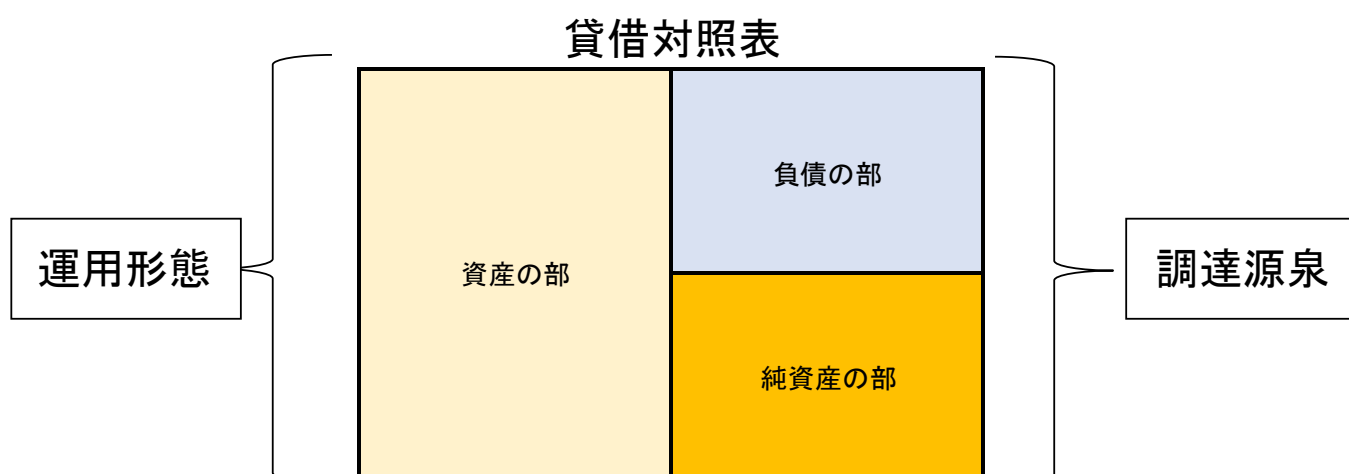 貸借対照表
運用形態
資産の部
負債の部
純資産の部
調達源泉